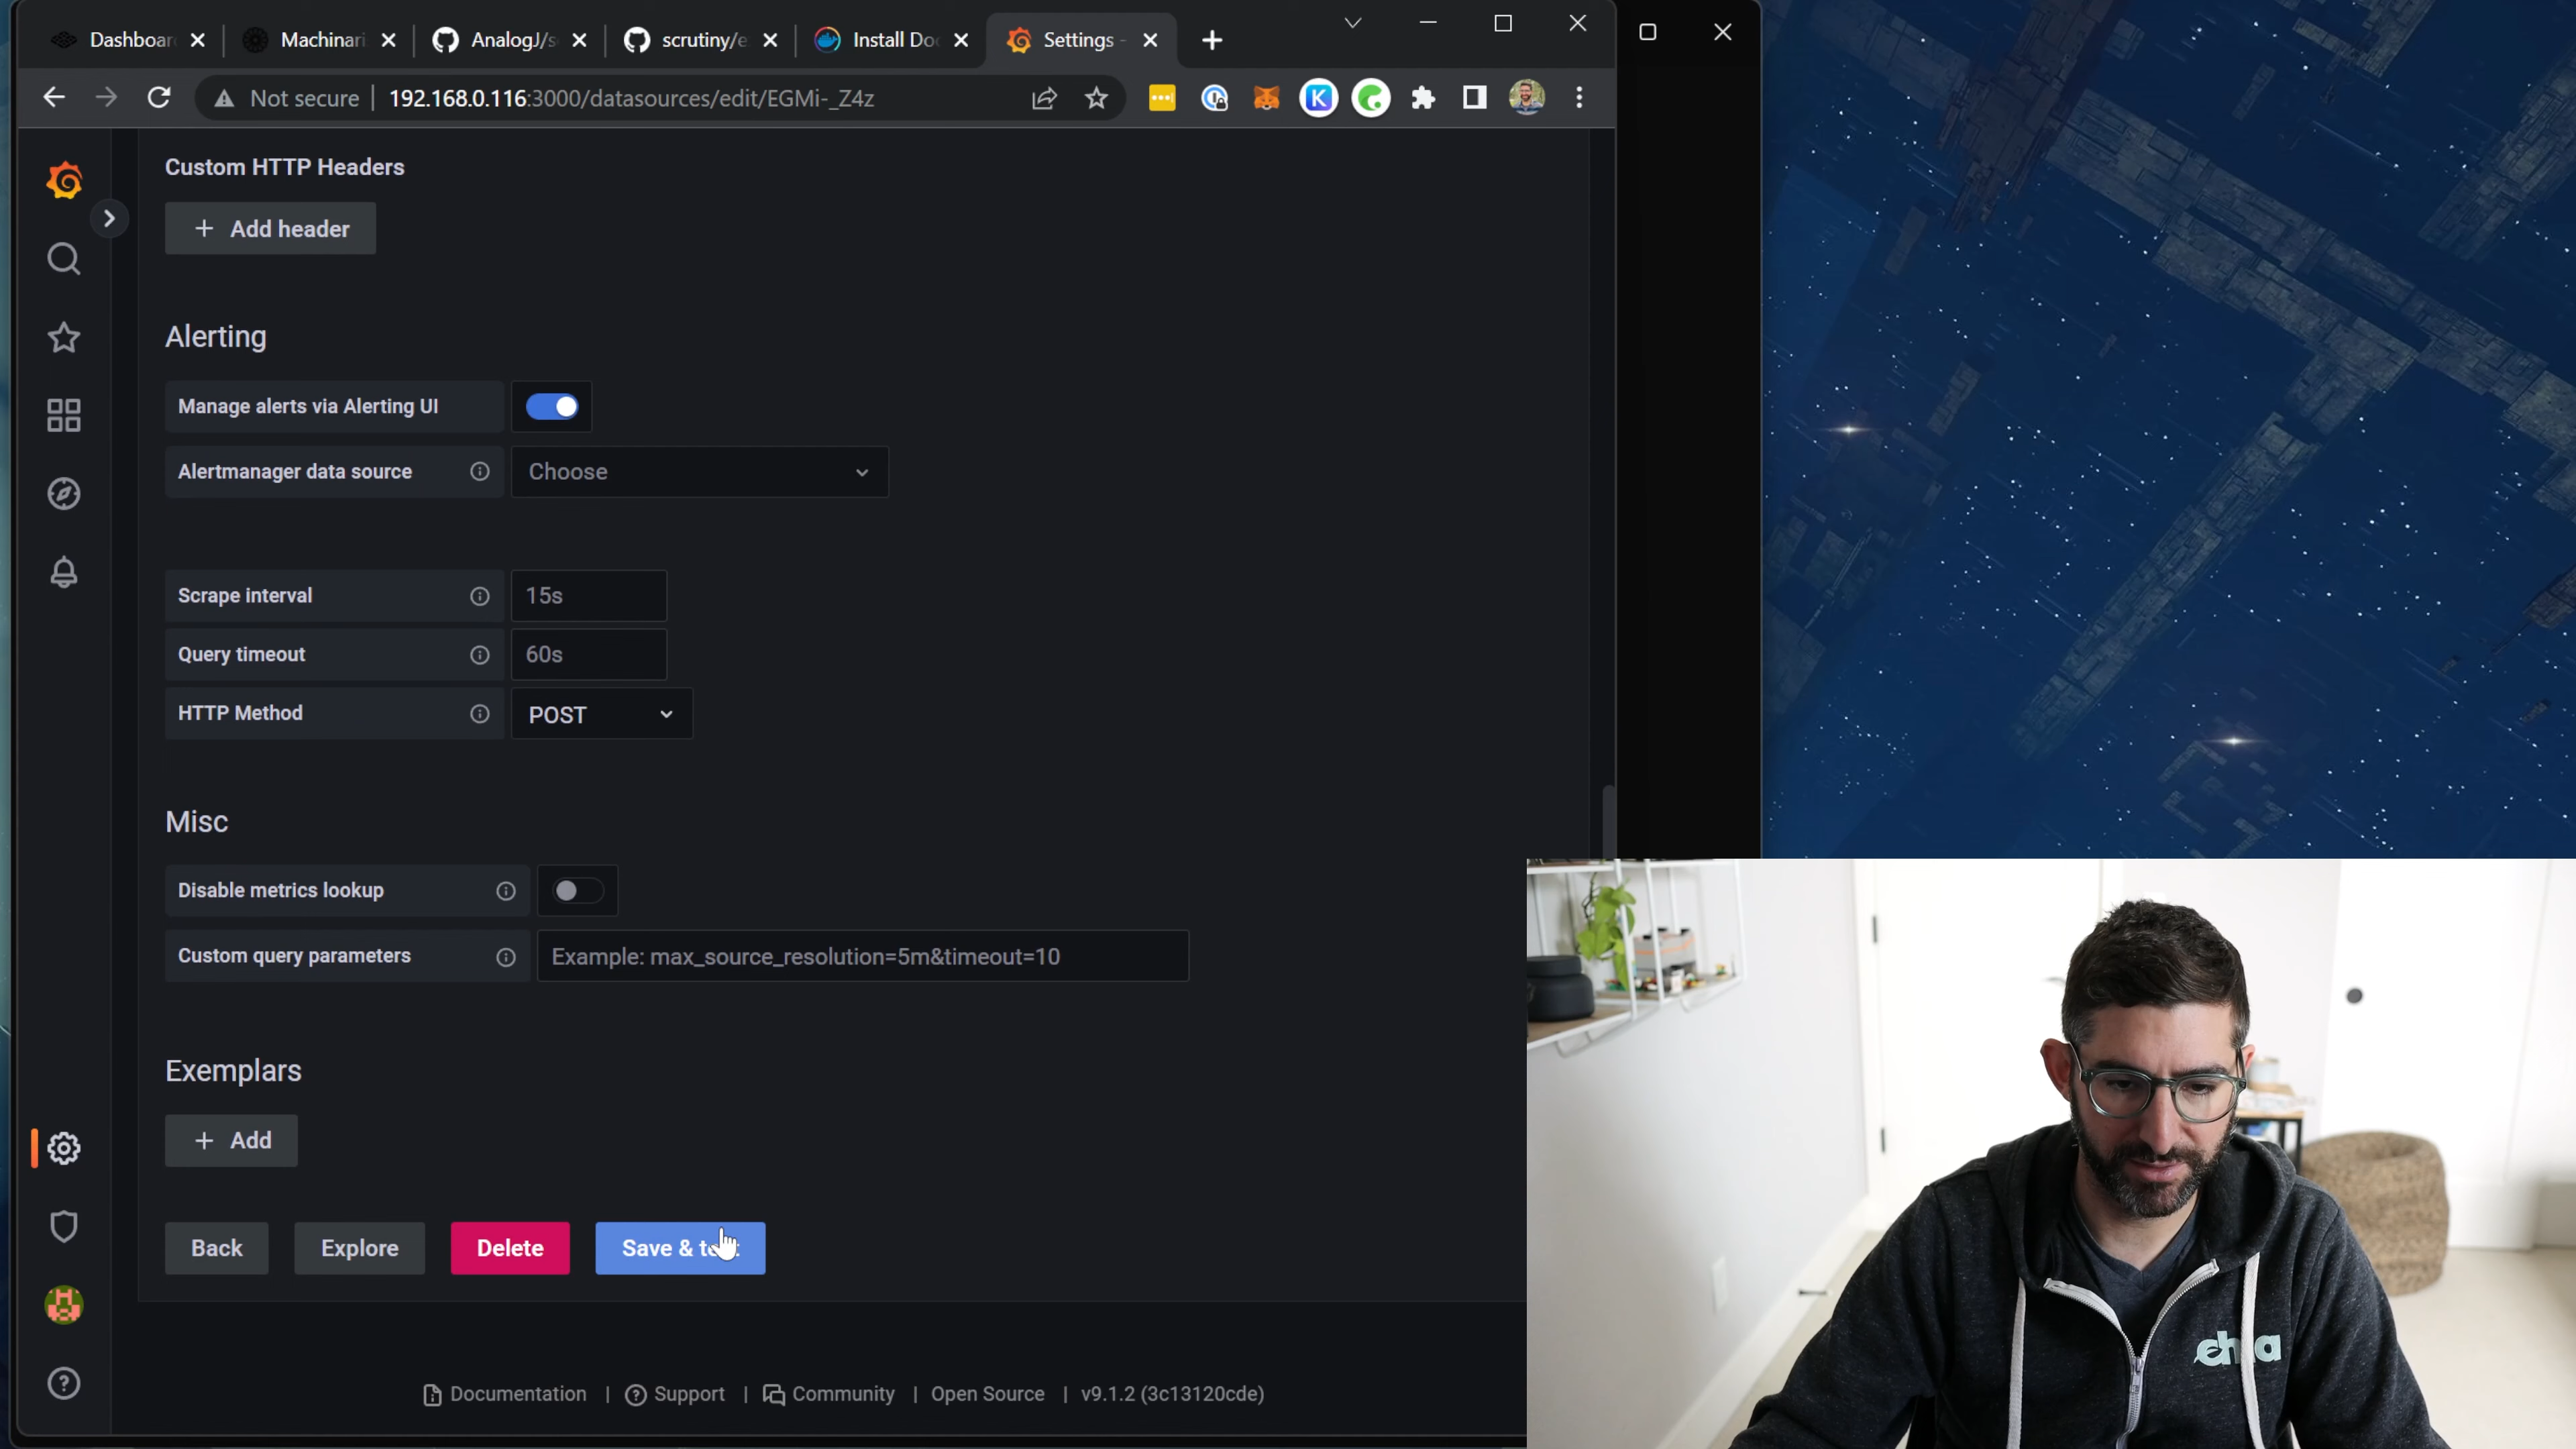 Dashboar
Machinari
AnalogJ/s
scrutiny/e
Install Do
Settings -
Not secure
192.168.0.116:3000/datasources/edit/EGMi-_Z4z
Custom HTTP Headers
+ Add header
Alerting
Manage alerts via Alerting UI
Alertmanager data source
Choose
Scrape interval
15s
Query timeout
60s
HTTP Method
POST
Misc
Disable metrics lookup
Custom query parameters
Example: max_source_resolution=5m&timeout=10
Exemplars
+ Add
Back
Explore
Delete
Save & t
Documentation | Support | Community | Open Source | v9.1.2 (3c13120cde)